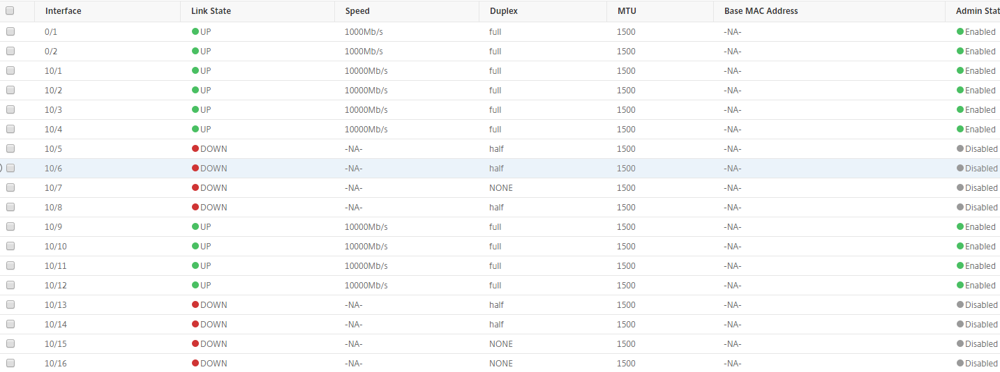 Interface Link State Speed Duplex MTU Base MAC Address Admin Stat
0/1 UP 1000Mb/s full 1500 -NA- Enabled
0/2 UP 1000Mb/s full 1500 -NA- Enabled
10/1 UP 10000Mb/s full 1500 -NA- Enabled
10/2 UP 10000Mb/s full 1500 -NA- Enabled
10/3 UP 10000Mb/s full 1500 -NA- Enabled
10/4 UP 10000Mb/s full 1500 -NA- Enabled
10/5 DOWN -NA- half 1500 -NA- Disabled
10/6 DOWN -NA- half 1500 -NA- Disabled
10/7 DOWN -NA- NONE 1500 -NA- Disabled
10/8 DOWN -NA- half 1500 -NA- Disabled
10/9 UP 10000Mb/s full 1500 -NA- Enabled
10/10 UP 10000Mb/s full 1500 -NA- Enabled
10/11 UP 10000Mb/s full 1500 -NA- Enabled
10/12 UP 10000Mb/s full 1500 -NA- Enabled
10/13 DOWN -NA- half 1500 -NA- Disabled
10/14 DOWN -NA- half 1500 -NA- Disabled
10/15 DOWN -NA- NONE 1500 -NA- Disabled
10/16 DOWN -NA- NONE 1500 -NA- Disabled